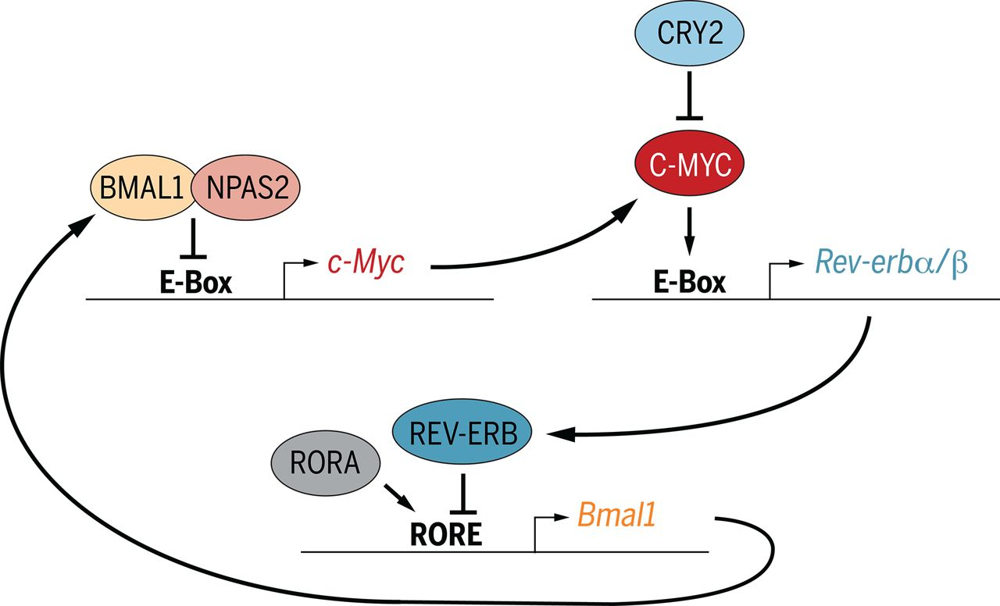 CRY2
C-MYC
BMAL1 NPAS2
c-Myc
E-Box
Rev-erbα/β
E-Box
REV-ERB
RORA
Bmal1
RORE